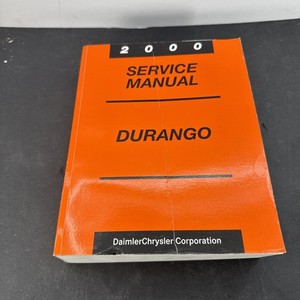 2000
SERVICE
MANUAL
DURANGO
DaimlerChrysler Corporation